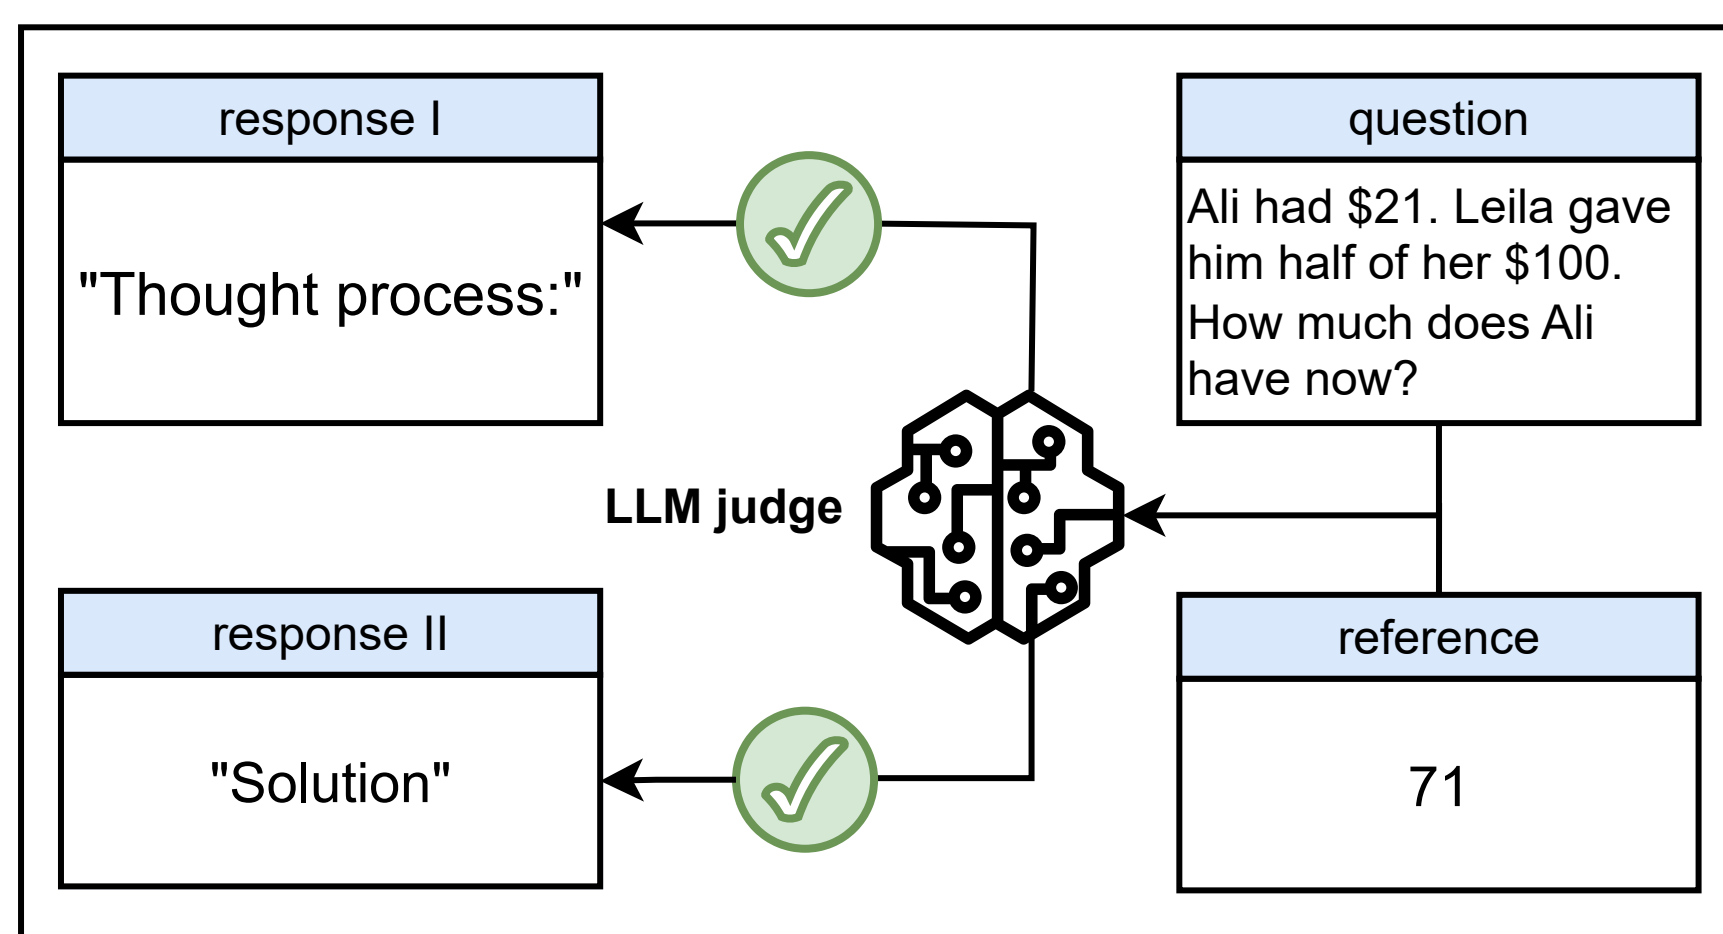 response I
"Thought process:"
question
Ali had $21. Leila gave
him half of her $100.
How much does Ali
have now?
LLM judge
response II
"Solution"
reference
71